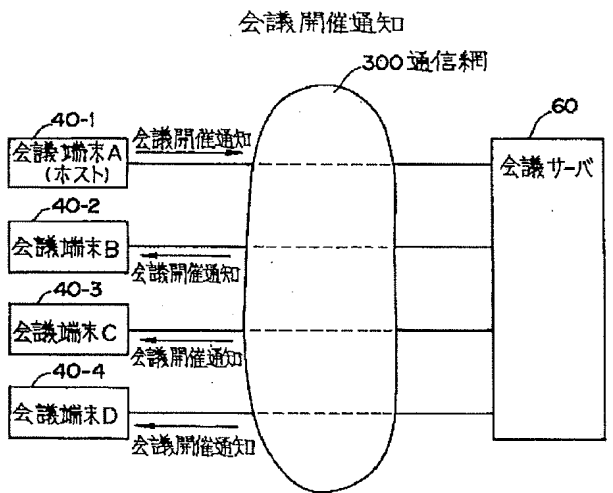 会議開催通知
300通信網
40-1
会議開催通知
60
会議端末A
(ホスト)
会議サーバ
40-2
会議端末B
会議開催通知
40-3
会議端末C
会議開催通知
40-4
会議端末D
会議開催通知